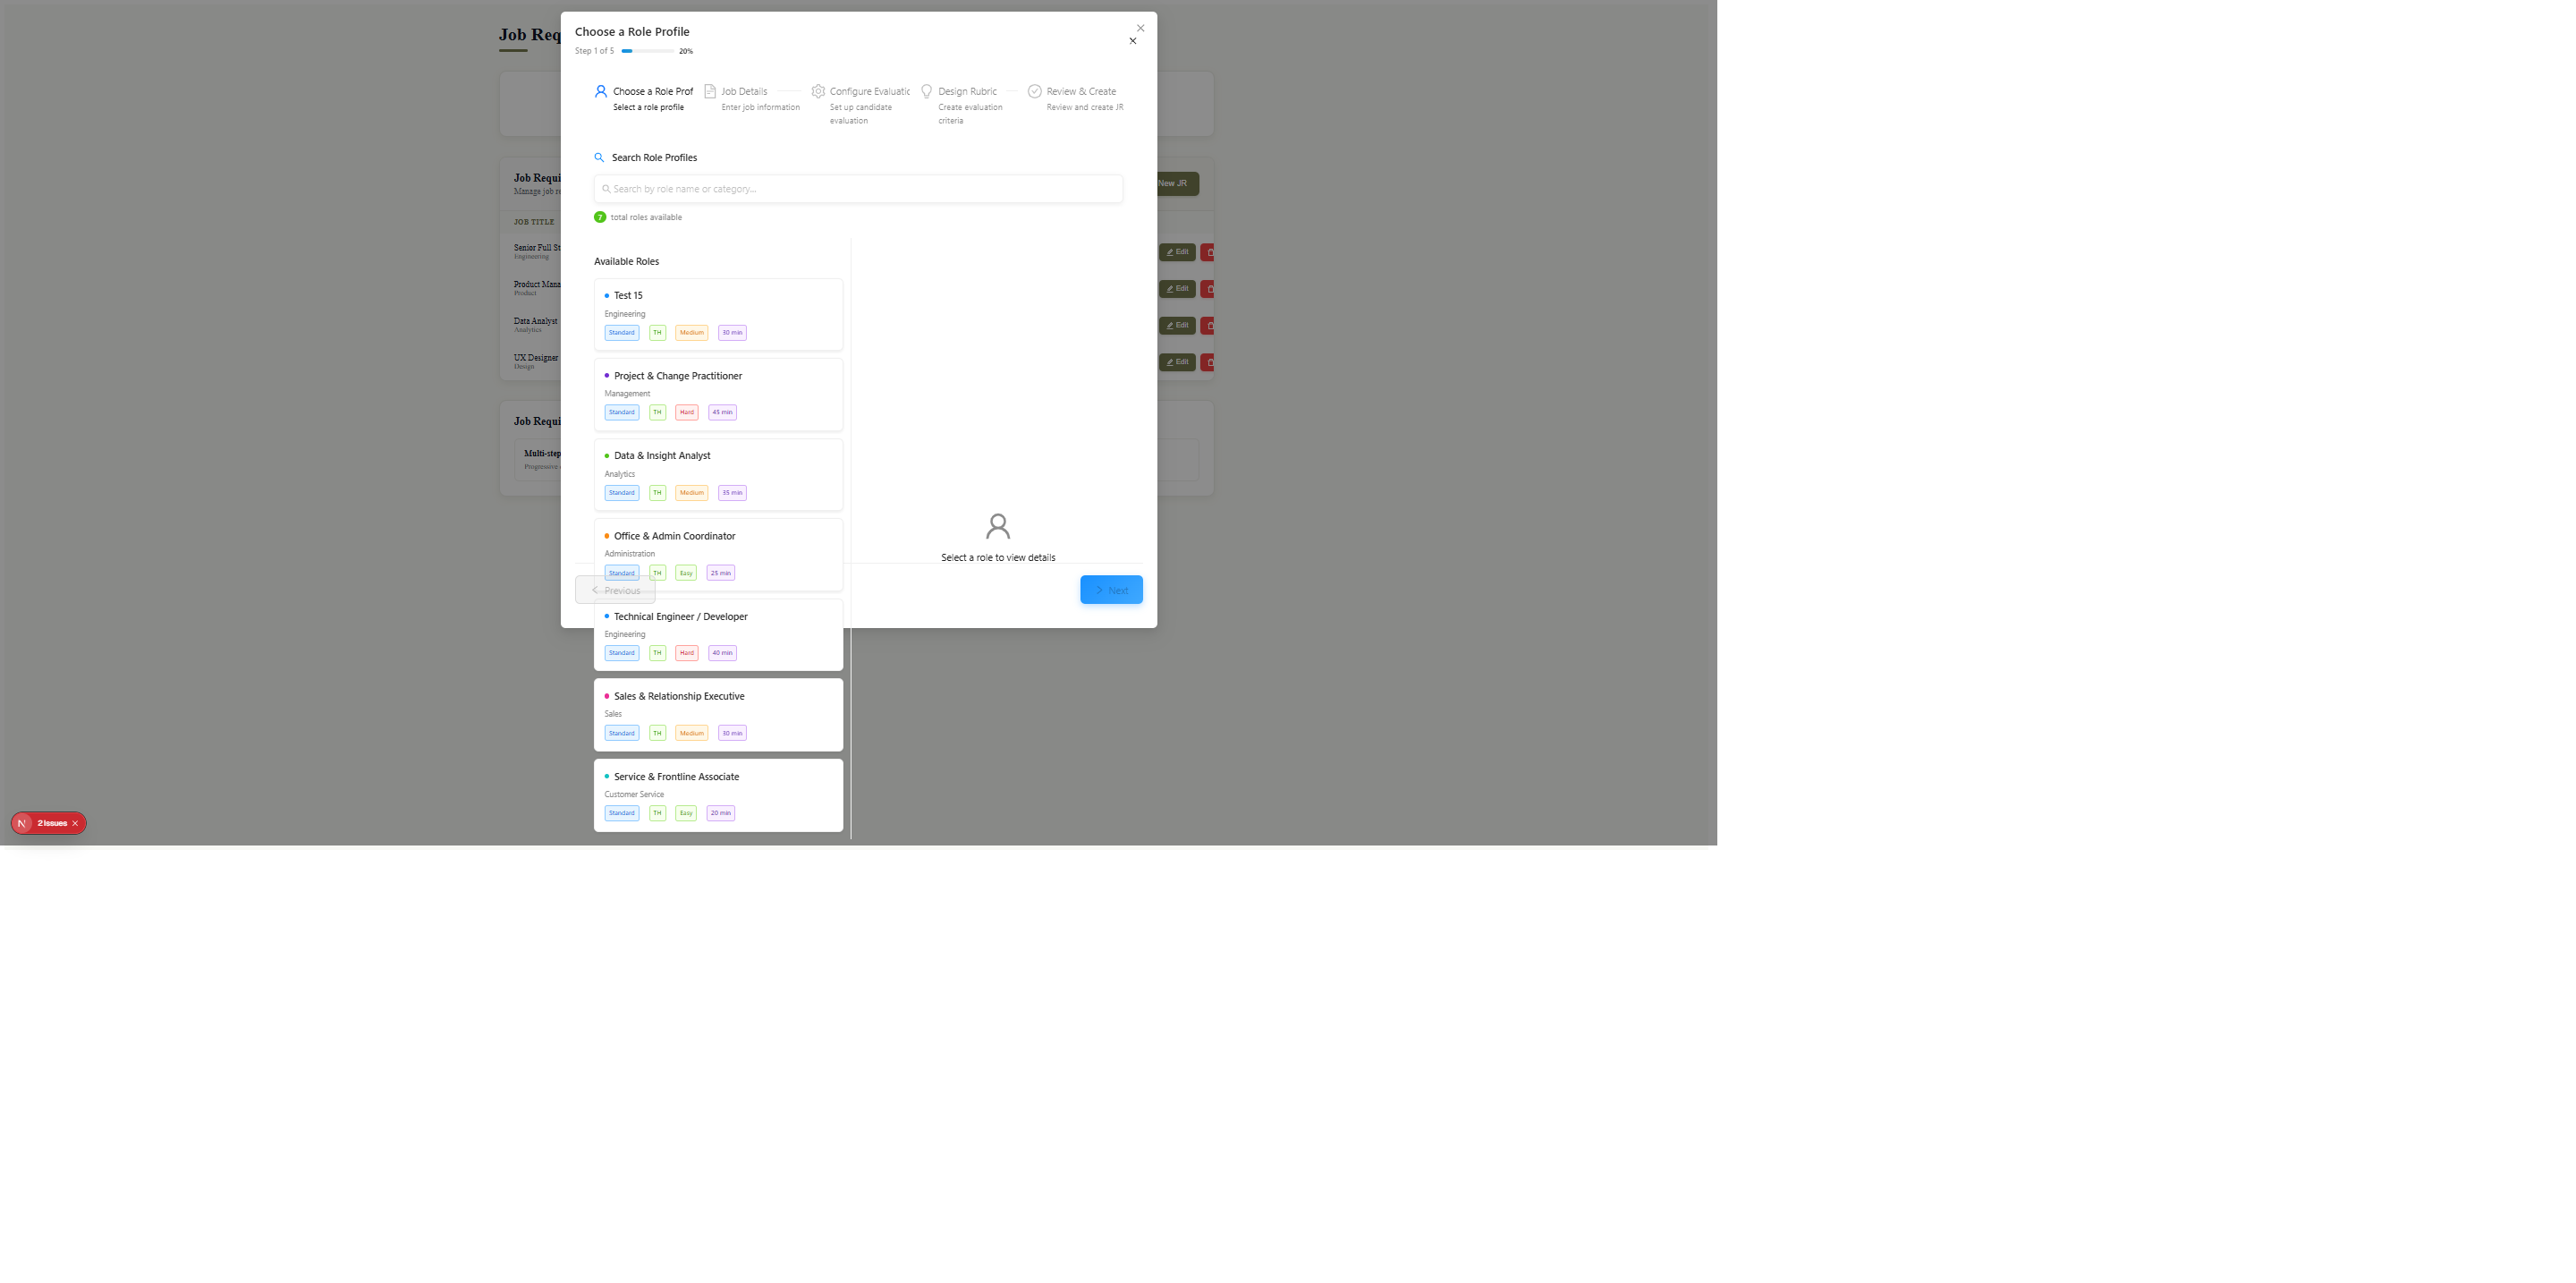 Job Req
Choose a Role Profile
Step 1 of 5
20%
Choose a Role Prof
Select a role profile
Job Details
Enter job information
Configure Evaluatic
Set up candidate
evaluation
Design Rubric
Create evaluation
criteria
Review & Create
Review and create JR
Search Role Profiles
Search by role name or category...
7 total roles available
Job Requi
Manage job re
New JR
JOB TITLE
Senior Full St
Engineering
Edit
Product Mana
Product
Edit
Data Analyst
Analytics
Edit
UX Designer
Design
Edit
Job Requi
Multi-step
Progressive
Available Roles
Test 15
Engineering
Standard TH Medium 30 min
Project & Change Practitioner
Management
Standard TH Hard 45 min
Data & Insight Analyst
Analytics
Standard TH Medium 35 min
Office & Admin Coordinator
Administration
Standard TH Easy 25 min
Technical Engineer / Developer
Engineering
Standard TH Hard 40 min
Sales & Relationship Executive
Sales
Standard TH Medium 30 min
Service & Frontline Associate
Customer Service
Standard TH Easy 20 min
Select a role to view details
Previous
Next
N 2 Issues